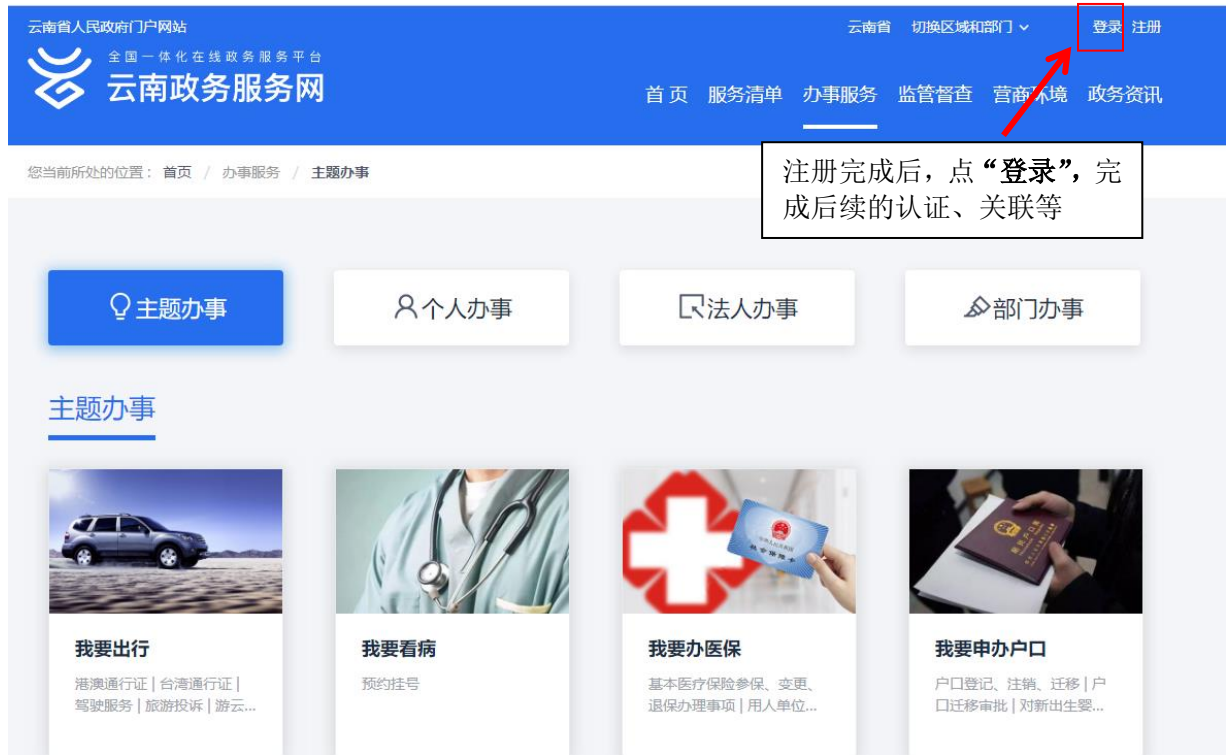 云南省人民政府门户网站
云南省 切换区域和部门 登录 注册
全国一体化在线政务服务平台
云南政务服务网
首页 服务清单 办事服务 监管督查 营商环境 政务资讯
您当前所处的位置： 首页 / 办事服务 / 主题办事
注册完成后，点“登录”，完
成后续的认证、关联等
主题办事
个人办事
法人办事
部门办事
主题办事
社会保障卡
我要出行
港澳通行证 | 台湾通行证 |
驾驶服务 | 旅游投诉 | 游云...
我要看病
预约挂号
我要办医保
基本医疗保险参保、变更、
退保办理事项 | 用人单位...
我要申办户口
户口登记、注销、迁移 | 户
口迁移审批 | 对新出生婴...